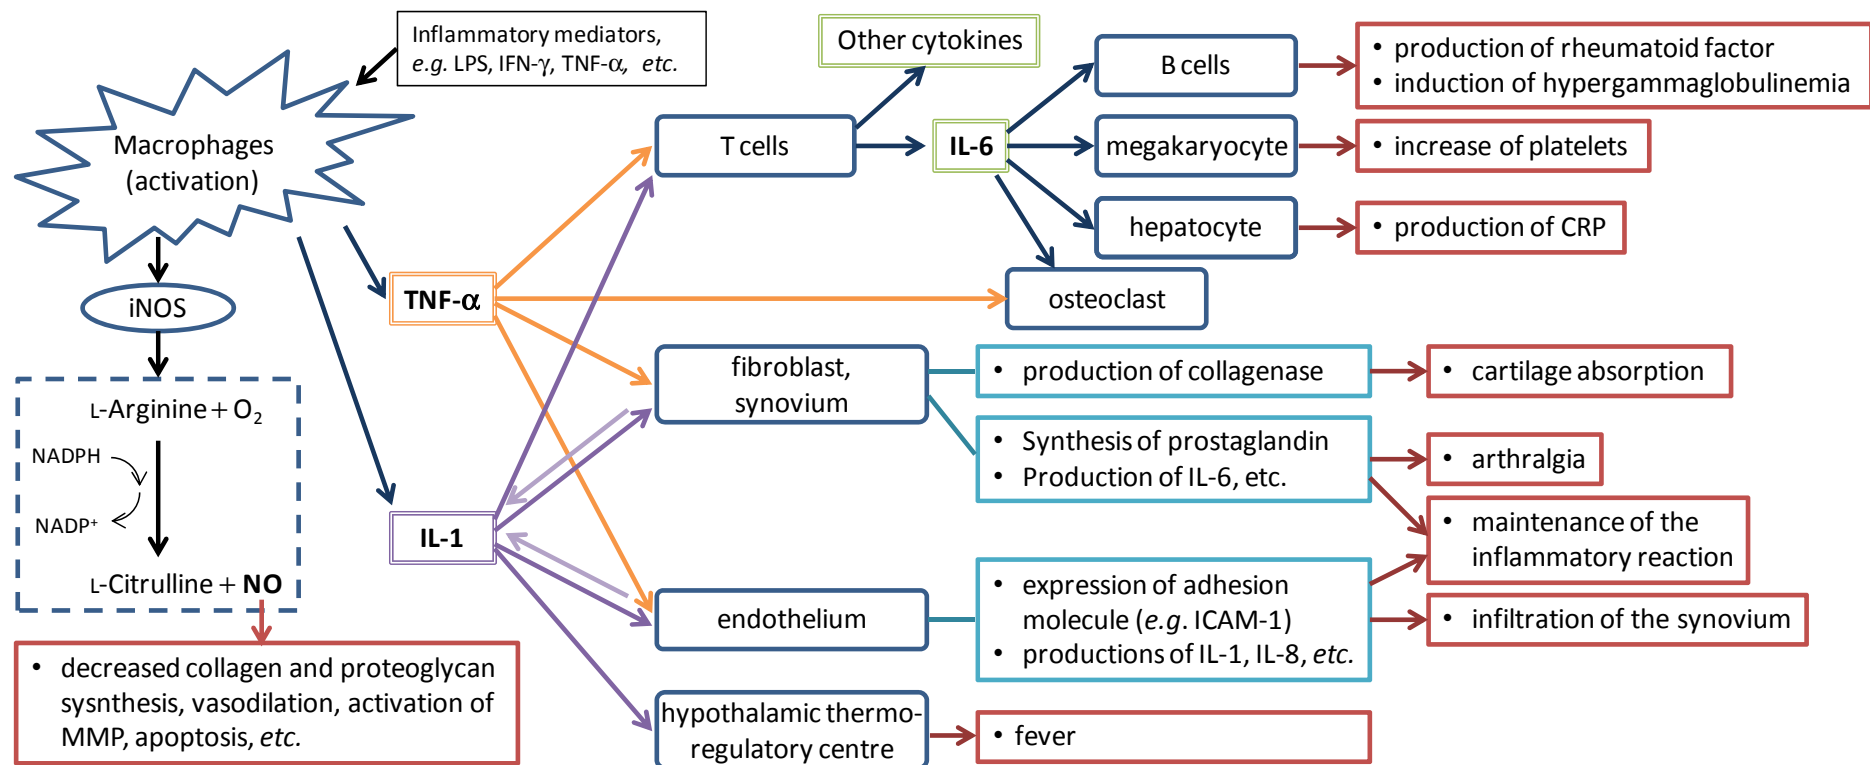 Inflammatory mediators,
e.g. LPS, IFN-γ, TNF-α, etc.
Macrophages
(activation)
iNOS
L-Arginine + O₂
NADPH
NADP⁺
L-Citrulline + NO
• decreased collagen and proteoglycan
sysnthesis, vasodilation, activation of
MMP, apoptosis, etc.
TNF-α
IL-1
Other cytokines
T cells
IL-6
B cells
• production of rheumatoid factor
• induction of hypergammaglobulinemia
megakaryocyte
• increase of platelets
hepatocyte
• production of CRP
osteoclast
fibroblast,
synovium
• production of collagenase
• cartilage absorption
• Synthesis of prostaglandin
• Production of IL-6, etc.
• arthralgia
• maintenance of the
inflammatory reaction
endothelium
• expression of adhesion
molecule (e.g. ICAM-1)
• productions of IL-1, IL-8, etc.
• infiltration of the synovium
hypothalamic thermo-
regulatory centre
• fever